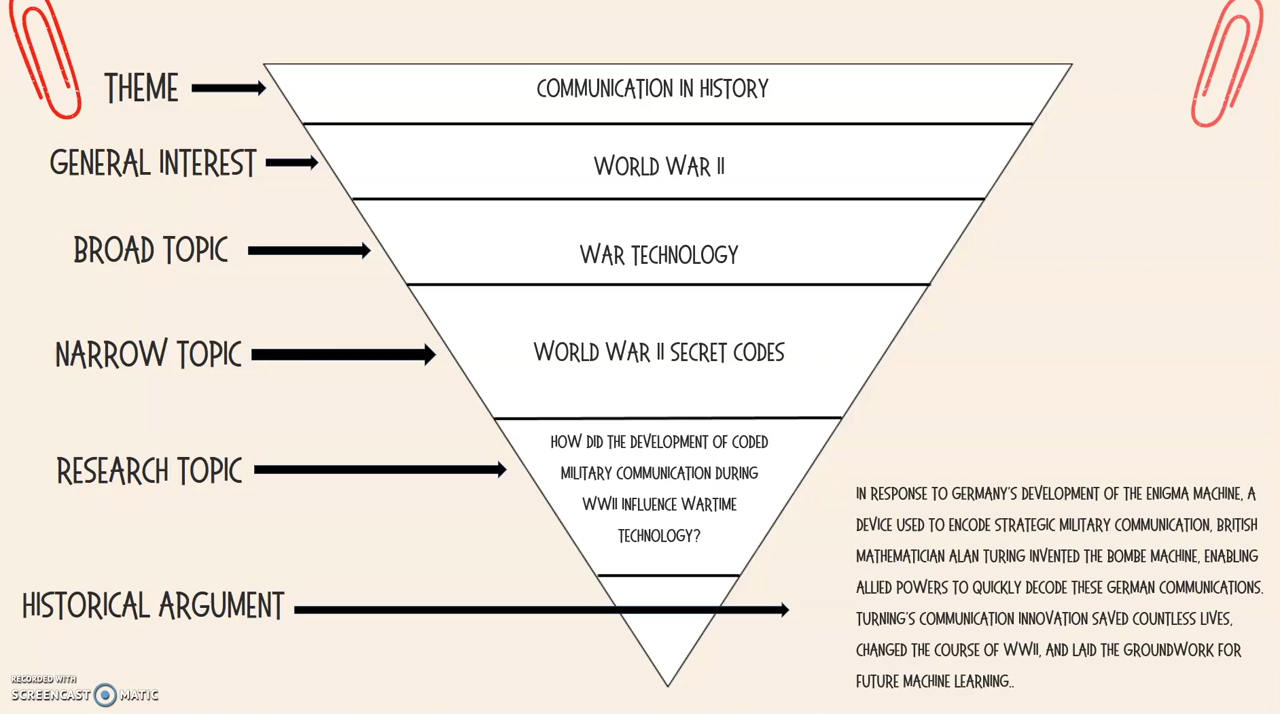 THEME
COMMUNICATION IN HISTORY
GENERAL INTEREST
WORLD WAR II
BROAD TOPIC
WAR TECHNOLOGY
NARROW TOPIC
WORLD WAR II SECRET CODES
RESEARCH TOPIC
HOW DID THE DEVELOPMENT OF CODED
MILITARY COMMUNICATION DURING
WWII INFLUENCE WARTIME
TECHNOLOGY?
HISTORICAL ARGUMENT
IN RESPONSE TO GERMANY'S DEVELOPMENT OF THE ENIGMA MACHINE, A
DEVICE USED TO ENCODE STRATEGIC MILITARY COMMUNICATION, BRITISH
MATHEMATICIAN ALAN TURING INVENTED THE BOMBE MACHINE, ENABLING
ALLIED POWERS TO QUICKLY DECODE THESE GERMAN COMMUNICATIONS.
TURNING'S COMMUNICATION INNOVATION SAVED COUNTLESS LIVES,
CHANGED THE COURSE OF WWII, AND LAID THE GROUNDWORK FOR
FUTURE MACHINE LEARNING..
RECORDED WITH
SCREENCAST MATIC